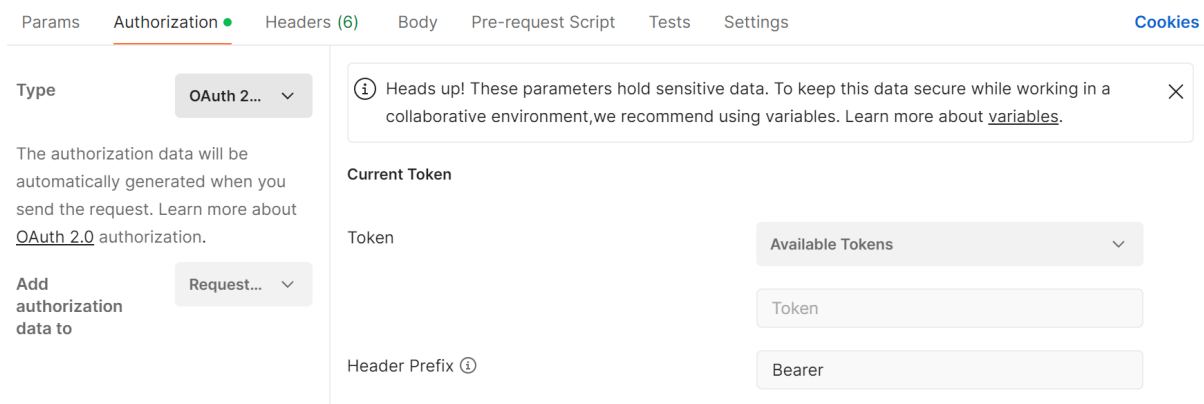 Params Authorization Headers (6) Body Pre-request Script Tests Settings Cookies
Type OAuth 2...
The authorization data will be
automatically generated when you
send the request. Learn more about
OAuth 2.0 authorization.
Add
authorization
data to
Request...
Heads up! These parameters hold sensitive data. To keep this data secure while working in a
collaborative environment,we recommend using variables. Learn more about variables.
Current Token
Token Available Tokens
Token
Header Prefix Bearer